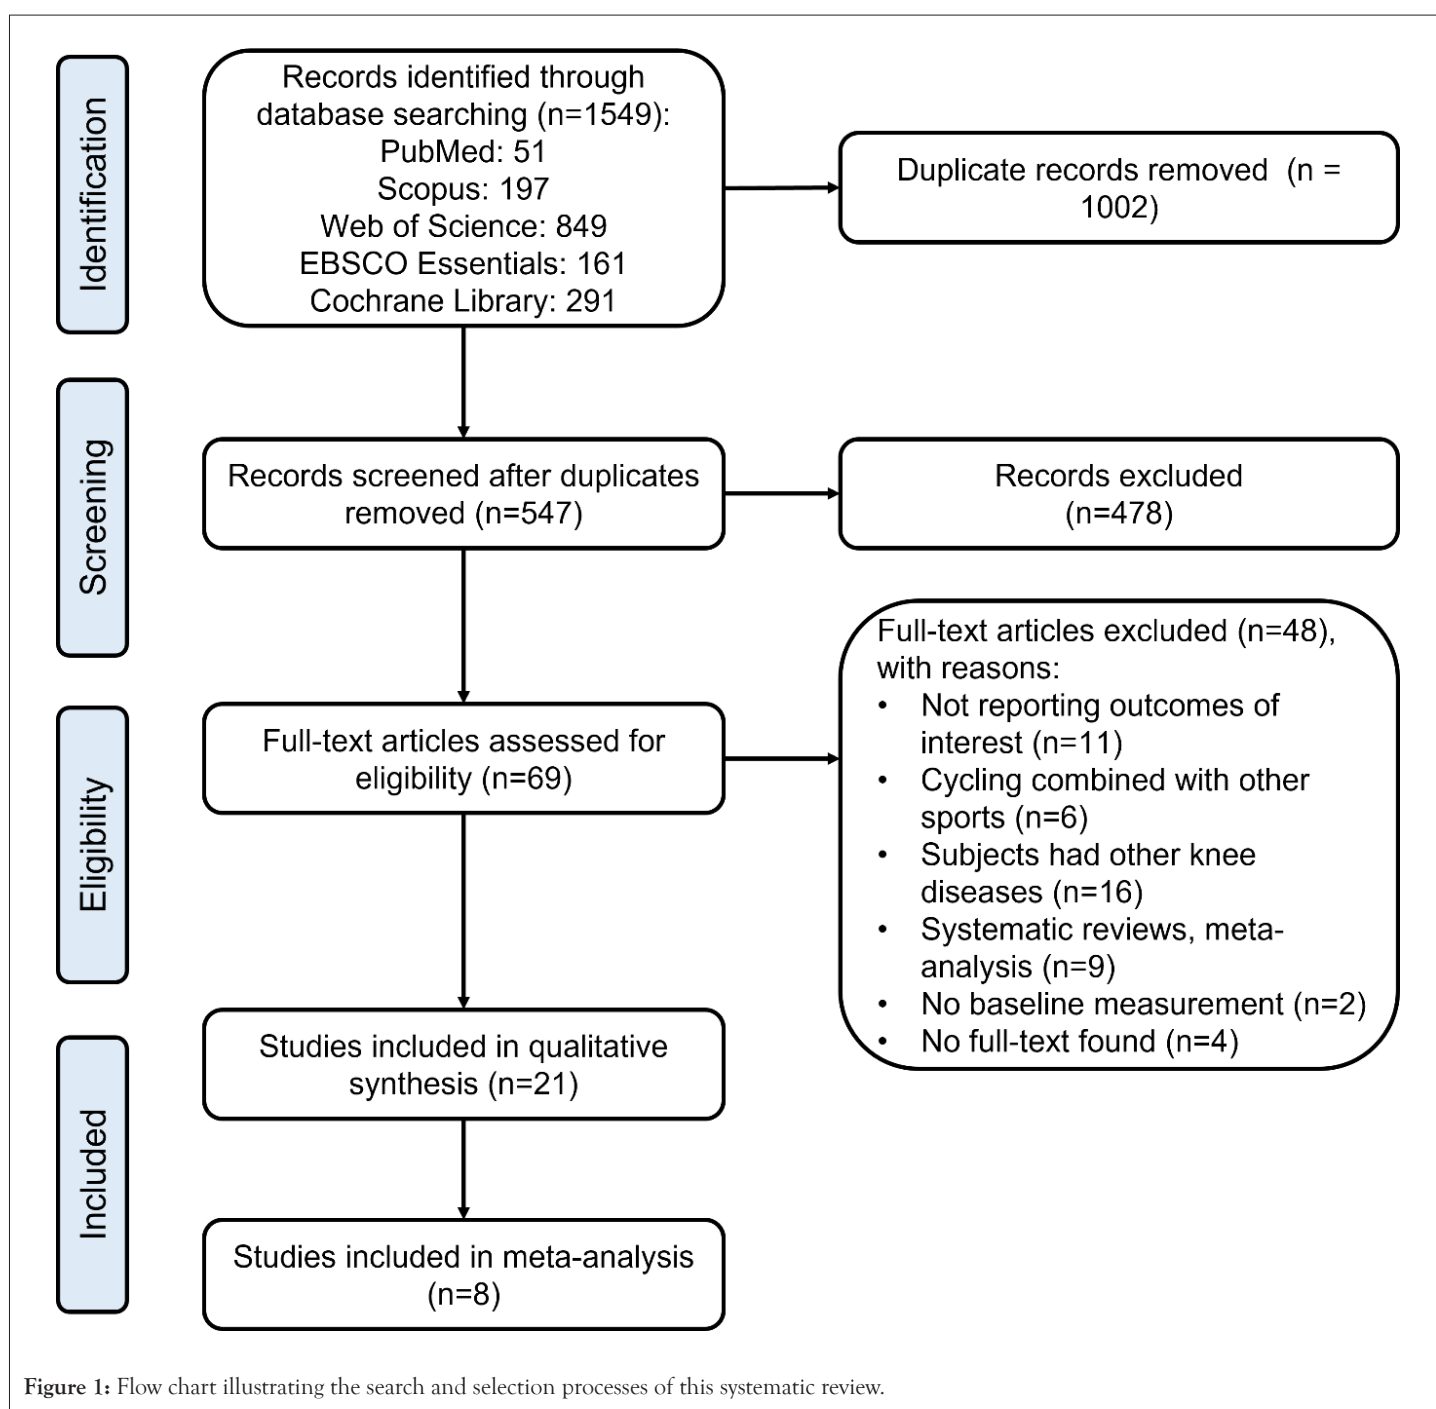 Identification
Records identified through
database searching (n=1549):
PubMed: 51
Scopus: 197
Web of Science: 849
EBSCO Essentials: 161
Cochrane Library: 291
Duplicate records removed  (n =
1002)
Screening
Records screened after duplicates
removed (n=547)
Records excluded
(n=478)
Eligibility
Full-text articles assessed for
eligibility (n=69)
Full-text articles excluded (n=48),
with reasons:
• Not reporting outcomes of
interest (n=11)
• Cycling combined with other
sports (n=6)
• Subjects had other knee
diseases (n=16)
• Systematic reviews, meta-
analysis (n=9)
• No baseline measurement (n=2)
• No full-text found (n=4)
Included
Studies included in qualitative
synthesis (n=21)
Studies included in meta-analysis
(n=8)
Figure 1: Flow chart illustrating the search and selection processes of this systematic review.